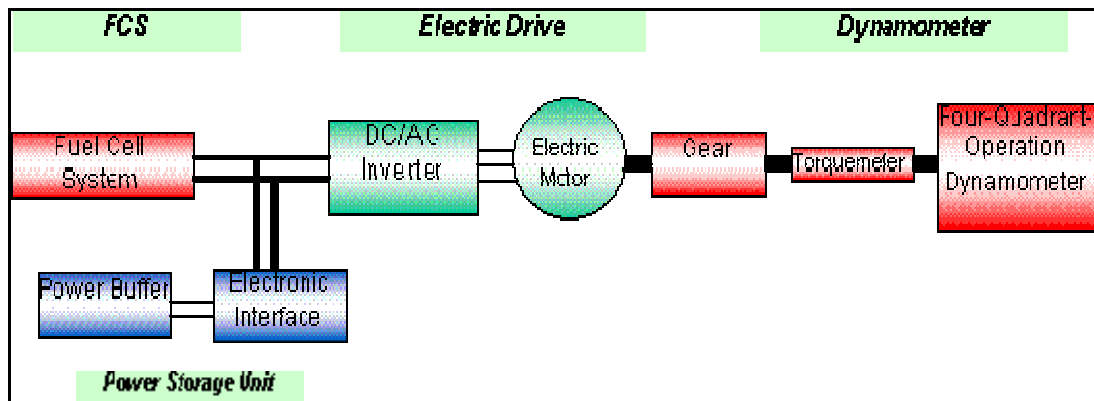 FCS
Electric Drive
Dynamometer
Fuel Cell
System
DC/AC
Inverter
Electric
Motor
Gear
Torquemeter
Four-Quadrart-
Operation
Dynamometer
Power Buffer
Electronic
Interface
Power Storage Unit